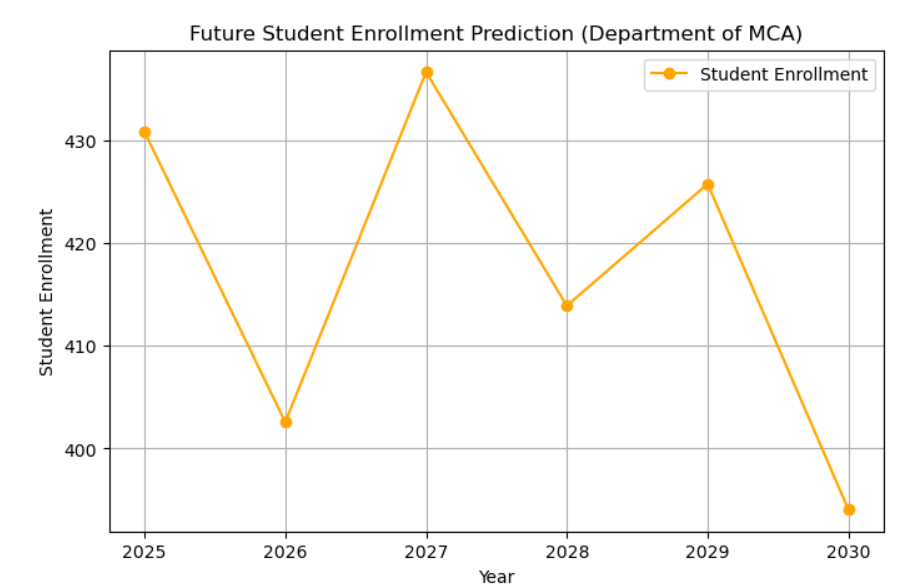 Future Student Enrollment Prediction (Department of MCA)
Student Enrollment
430
420
410
400
Student Enrollment
2025 2026 2027 2028 2029 2030
Year